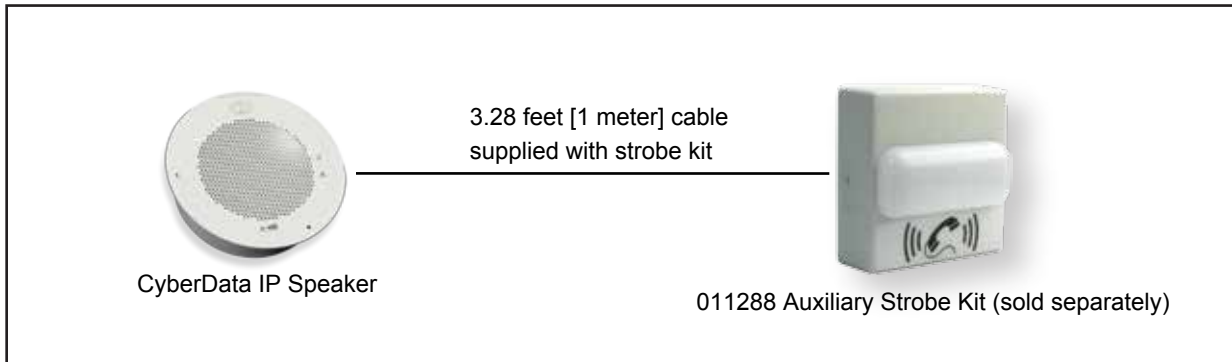 3.28 feet [1 meter] cable
supplied with strobe kit
CyberData IP Speaker
011288 Auxiliary Strobe Kit (sold separately)